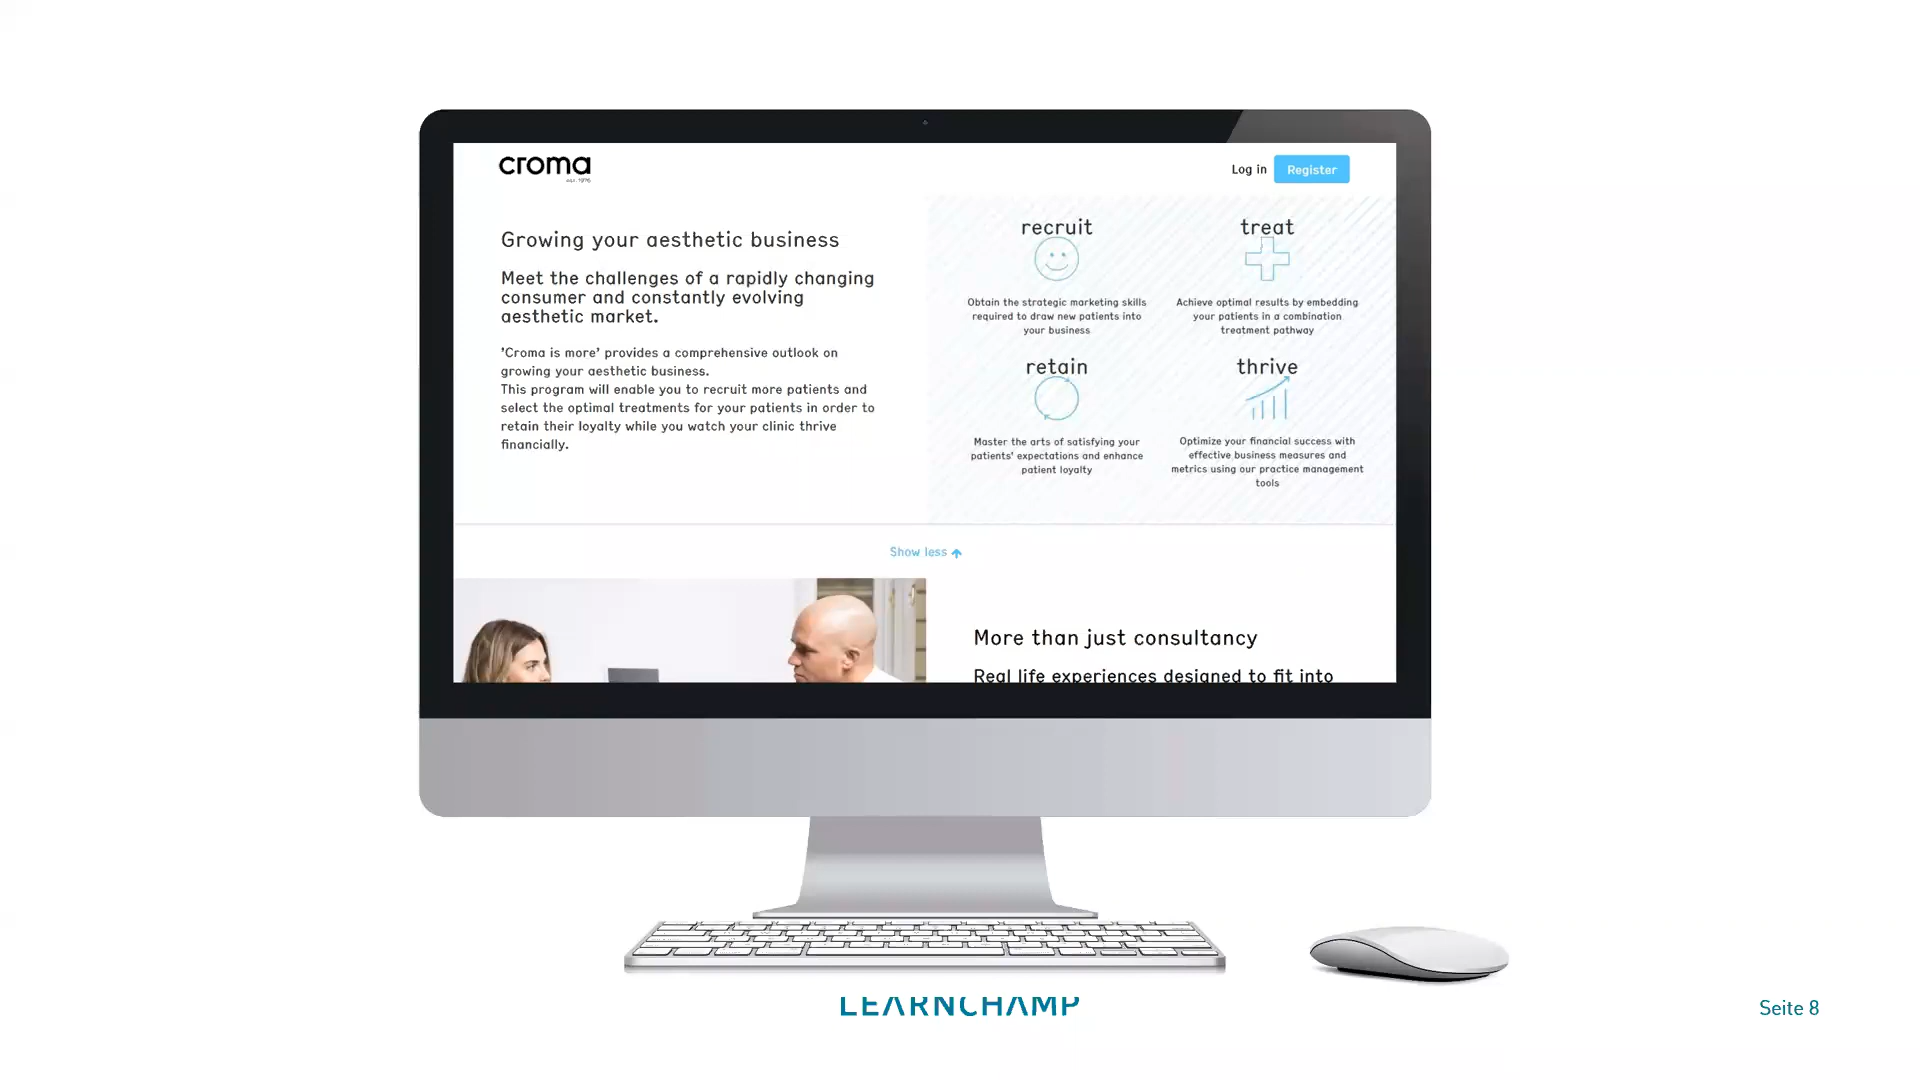 croma
Log in
Register
Growing your aesthetic business
Meet the challenges of a rapidly changing
consumer and constantly evolving
aesthetic market.
'Croma is more' provides a comprehensive outlook on
growing your aesthetic business.
This program will enable you to recruit more patients and
select the optimal treatments for your patients in order to
retain their loyalty while you watch your clinic thrive
financially.
recruit
Obtain the strategic marketing skills
required to draw new patients into
your business
treat
Achieve optimal results by embedding
your patients in a combination
treatment pathway
retain
Master the arts of satisfying your
patients' expectations and enhance
patient loyalty
thrive
Optimize your financial success with
effective business measures and
metrics using our practice management
tools
Show less
More than just consultancy
Real life experiences designed to fit into
LEARNCHAMP
Seite 8